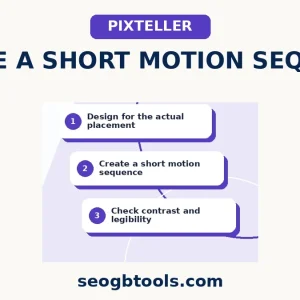 PIXTELLER
E A SHORT MOTION SEQ
1 Design for the actual
placement
2 Create a short motion
sequence
3 Check contrast and
legibility
seogbtools.com